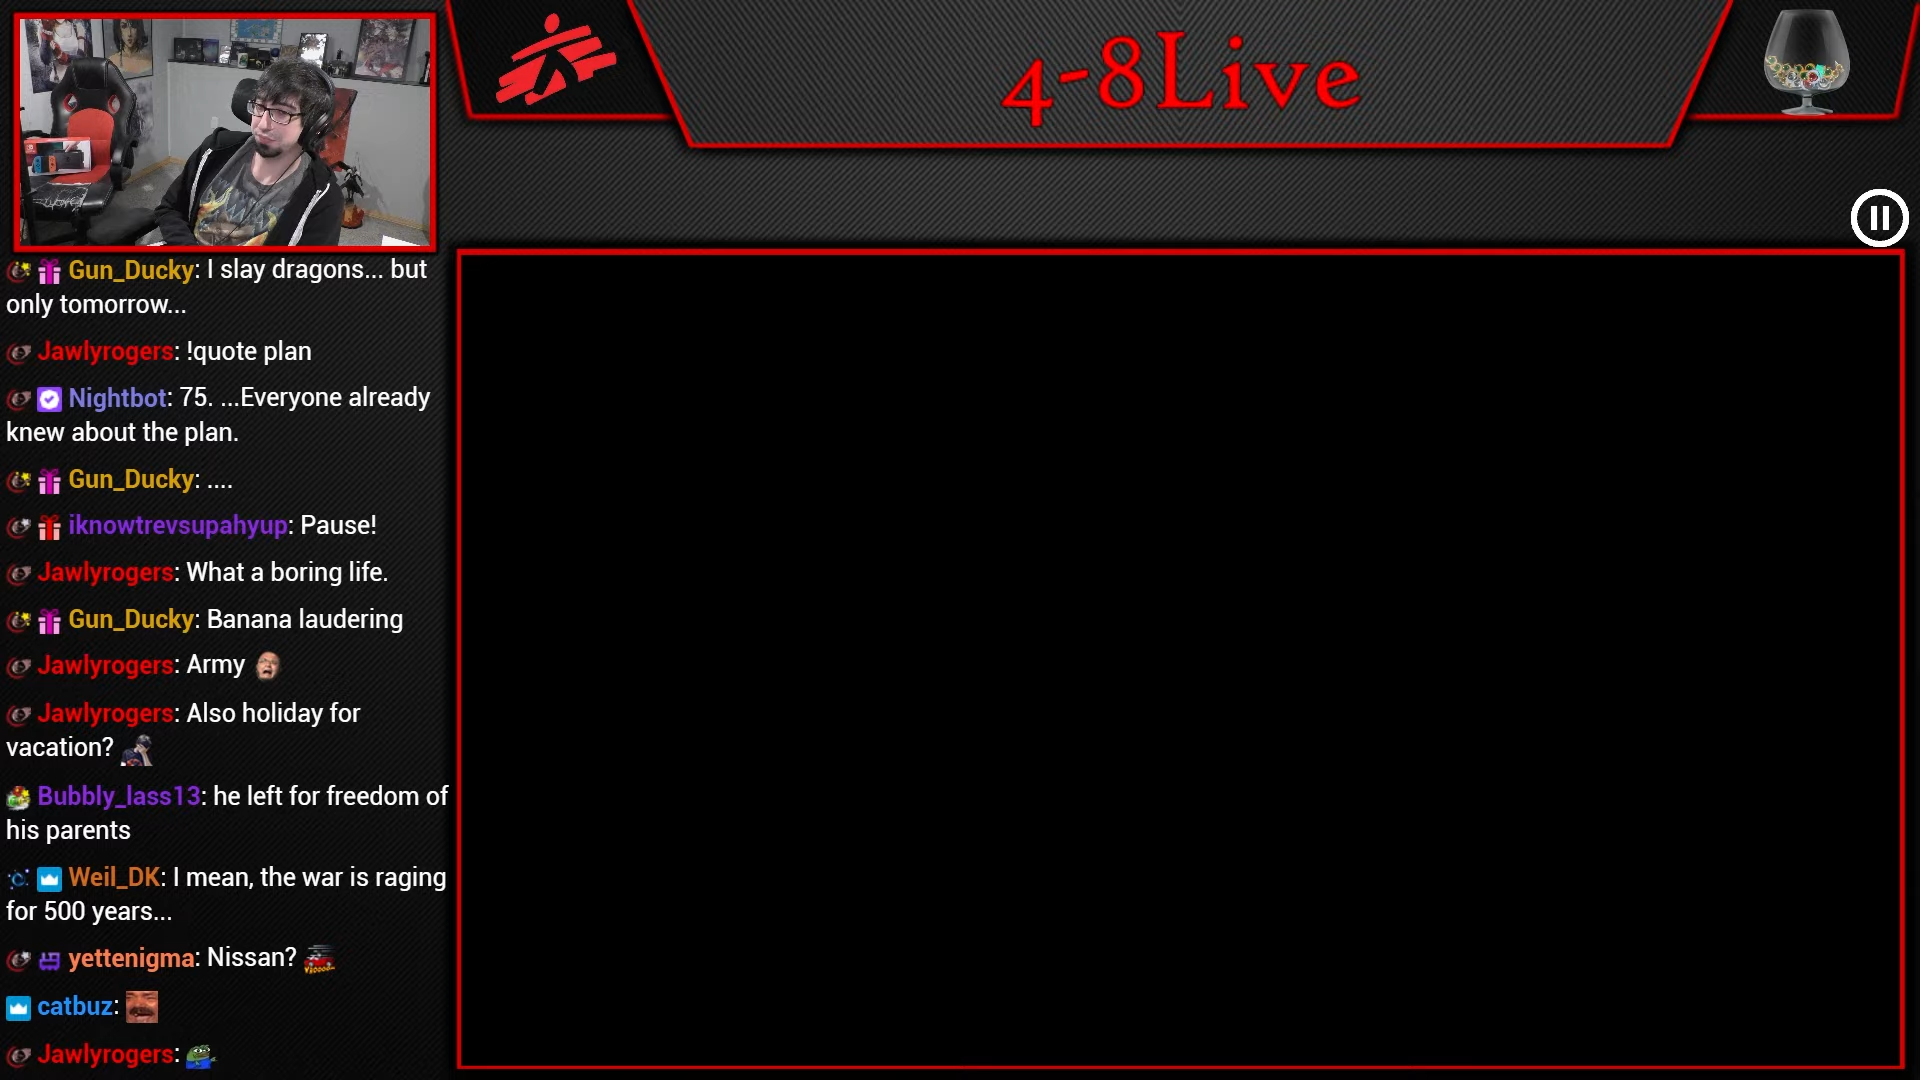 4-8Live
Gun_Ducky: I slay dragons... but
only tomorrow...
Jawlyrogers: !quote plan
Nightbot: 75. ...Everyone already
knew about the plan.
Gun_Ducky: ....
iknowtrevsupahyup: Pause!
Jawlyrogers: What a boring life.
Gun_Ducky: Banana laudering
Jawlyrogers: Army
Jawlyrogers: Also holiday for
vacation?
Bubbly_lass13: he left for freedom of
his parents
Weil_DK: I mean, the war is raging
for 500 years...
yettenigma: Nissan?
catbuz:
Jawlyrogers: